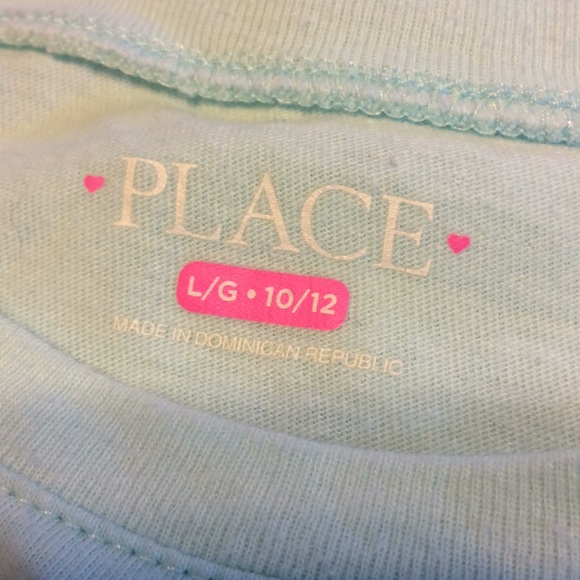 PLACE
L/G • 10/12
MADE IN DOMINICAN REPUBLIC